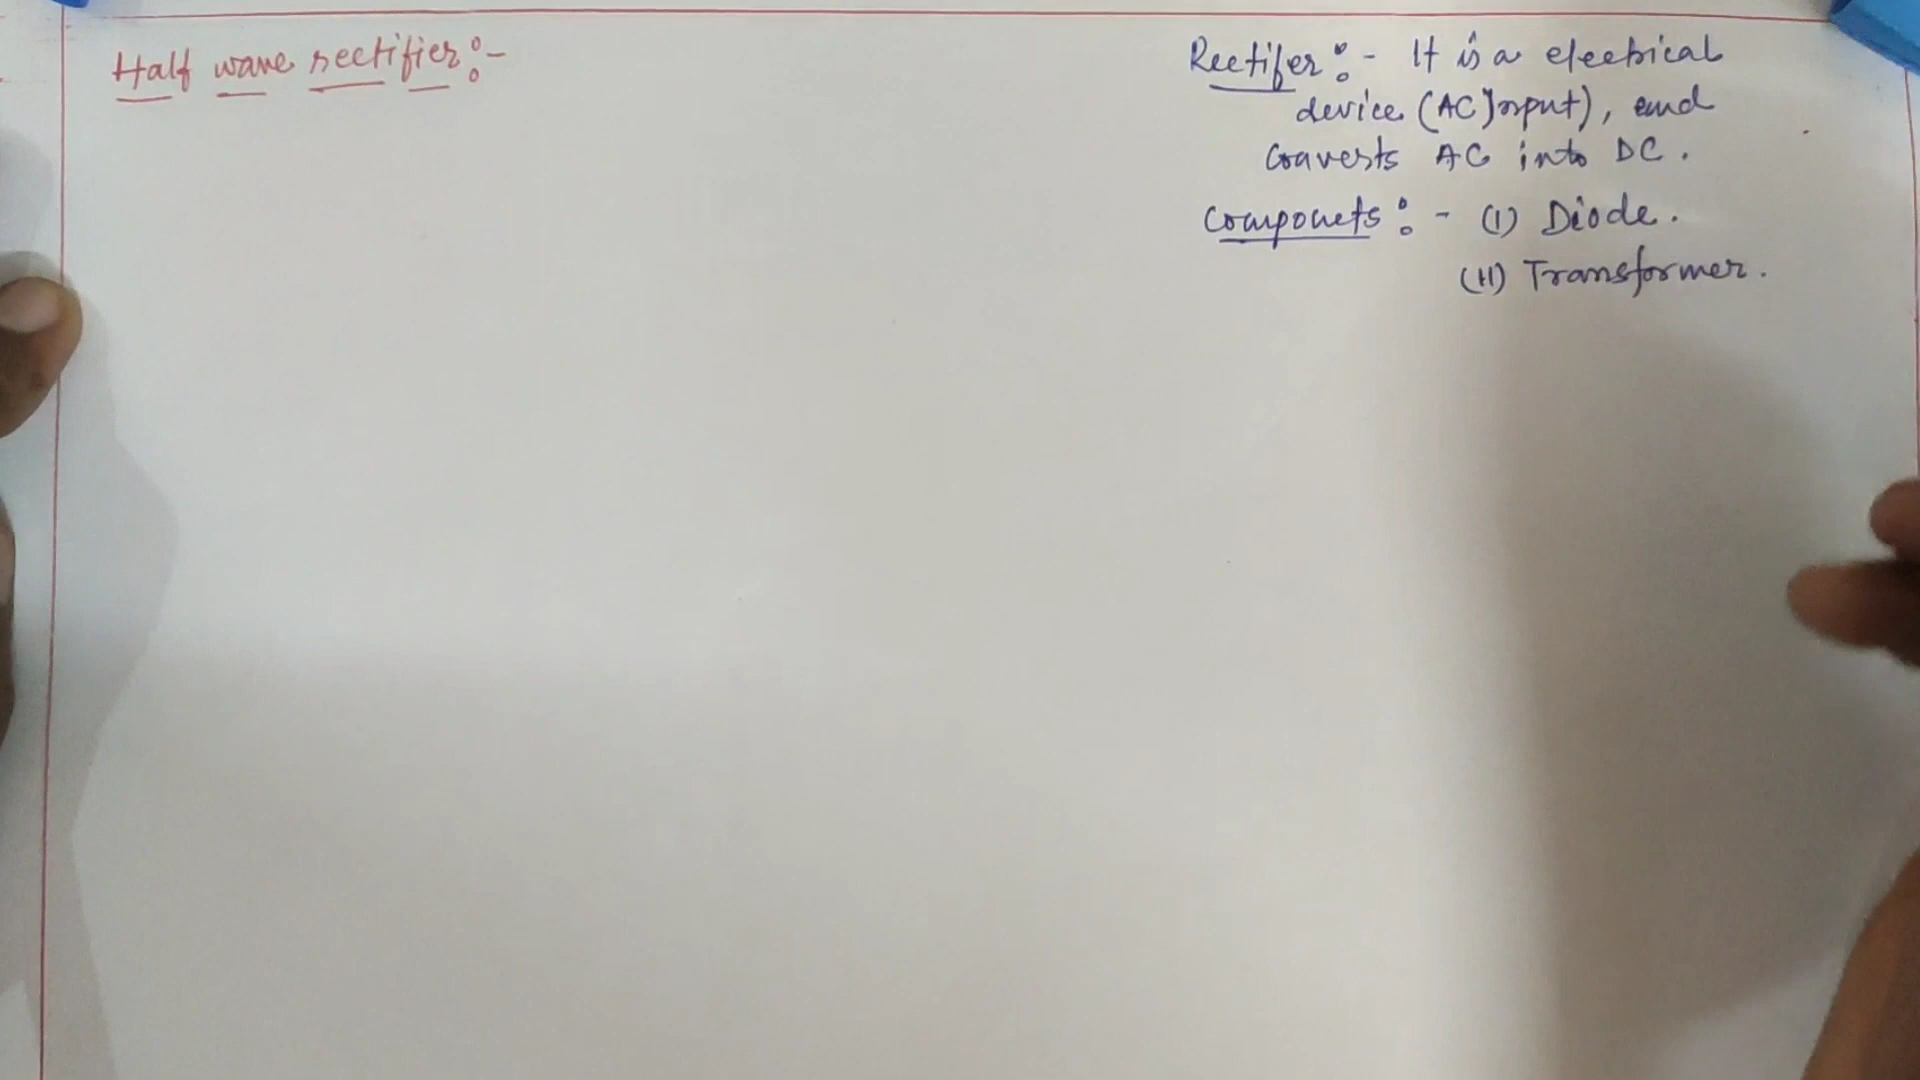 Half wave rectifier:-
Rectifer:- It is a electrical
device (AC Input), and
Converts AC into DC.
Componets:- (I) Diode.
(II) Transformer.